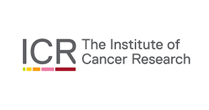 ICR The Institute of
Cancer Research